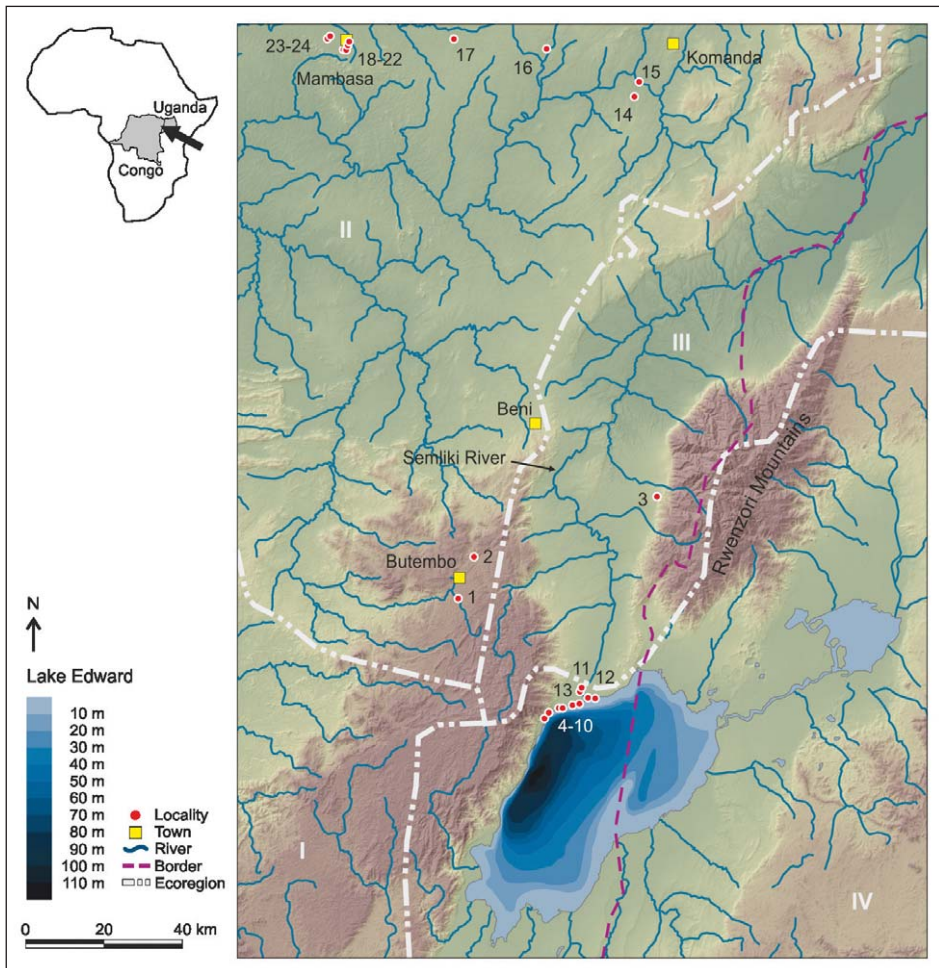 Uganda
Congo
N
Lake Edward
10 m
20 m
30 m
40 m
50 m
60 m
70 m
80 m
90 m
100 m
110 m
Locality
Town
River
Border
Ecoregion
0 20 40 km
23-24
18-22
Mambasa
17
16
15
Komanda
14
II
III
Beni
Semliki River
3
Rwenzori Mountains
2
Butembo
1
11
12
13
4-10
I
IV